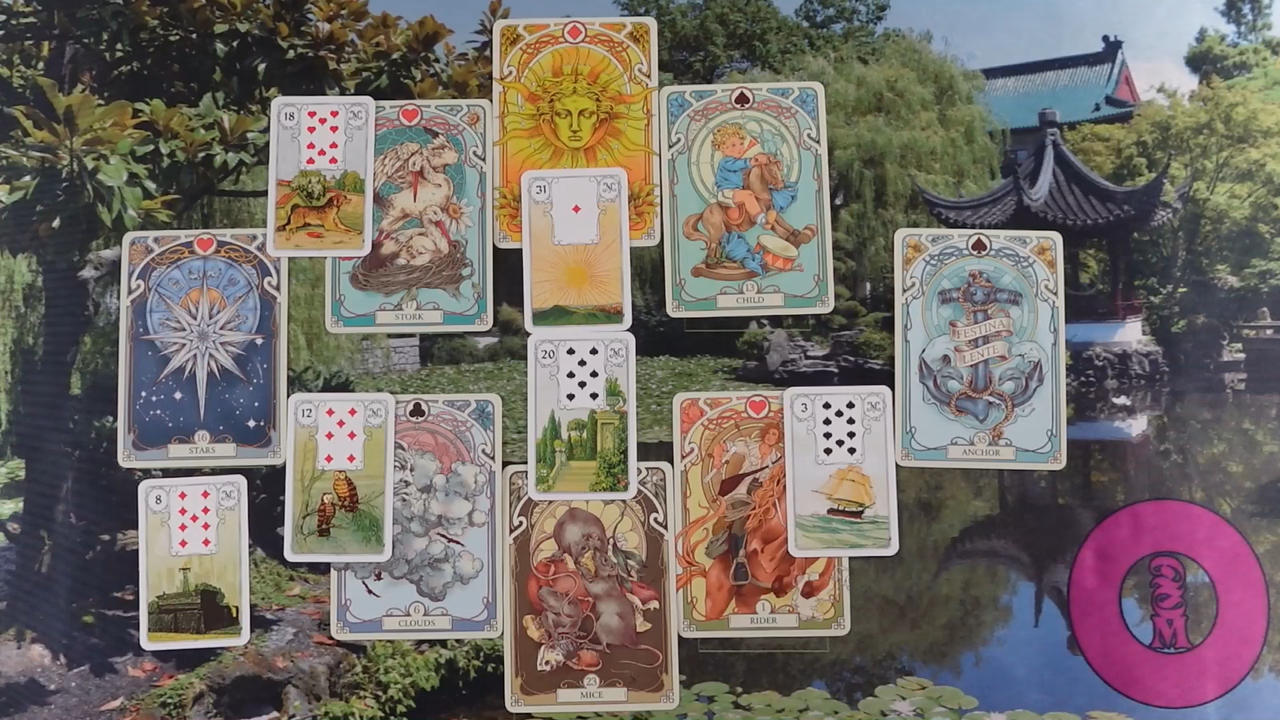 18
STORK
31
13
CHILD
16
STARS
FESTINA
LENTE
35
ANCHOR
20
12
3
8
6
CLOUDS
1
RIDER
23
MICE